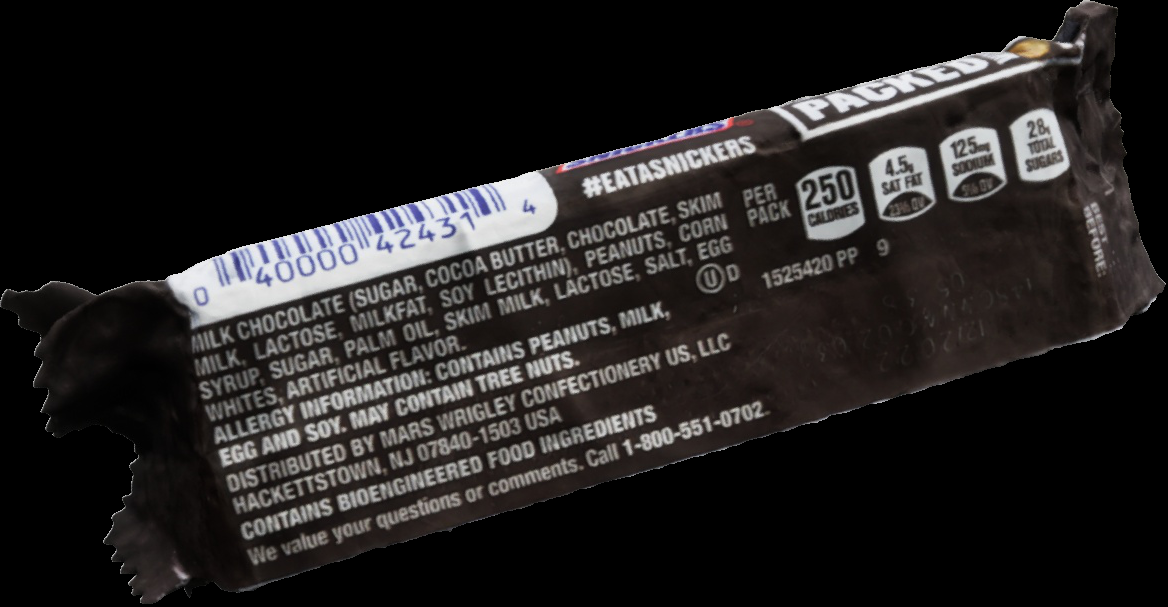 PACKED
#EATASNICKERS
0 40000 42431 4
MILK CHOCOLATE (SUGAR, COCOA BUTTER, CHOCOLATE, SKIM
MILK, LACTOSE, MILKFAT, SOY LECITHIN), PEANUTS, CORN
SYRUP, SUGAR, PALM OIL, SKIM MILK, LACTOSE, SALT, EGG
WHITES, ARTIFICIAL FLAVOR.
ALLERGY INFORMATION: CONTAINS PEANUTS, MILK,
EGG AND SOY. MAY CONTAIN TREE NUTS.
DISTRIBUTED BY MARS WRIGLEY CONFECTIONERY US, LLC
HACKETTSTOWN, NJ 07840-1503 USA
CONTAINS BIOENGINEERED FOOD INGREDIENTS
We value your questions or comments. Call 1-800-551-0702.
PER
PACK
250
CALORIES
4.5g
SAT FAT
23% DV
125mg
SODIUM
5% DV
28g
TOTAL
SUGARS
U D
1525420 PP 9
BEST
BEFORE: